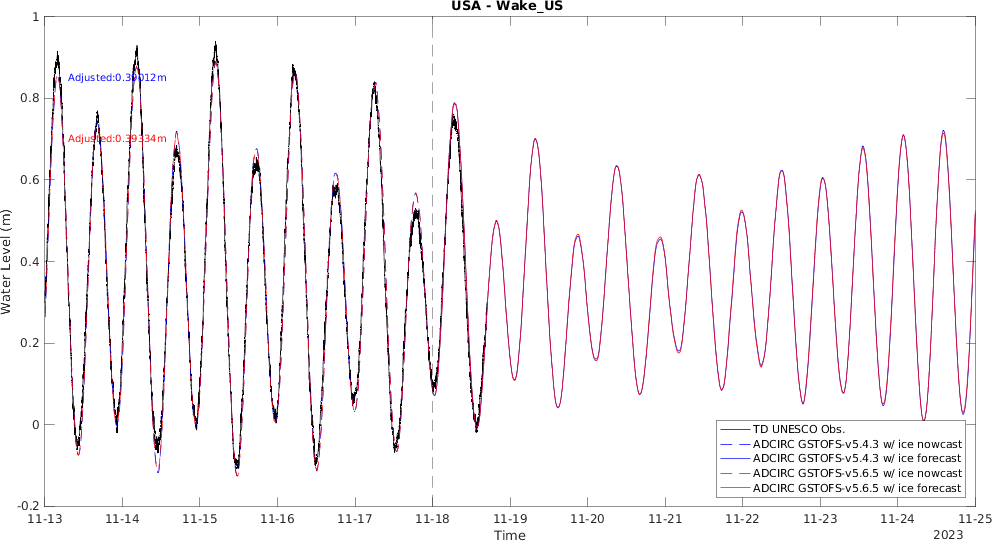 USA - Wake_US
1
0.8
0.6
0.4
0.2
0
-0.2
Water Level (m)
Adjusted:0.39012m
Adjusted:0.39334m
TD UNESCO Obs.
ADCIRC GSTOFS-v5.4.3 w/ ice nowcast
ADCIRC GSTOFS-v5.4.3 w/ ice forecast
ADCIRC GSTOFS-v5.6.5 w/ ice nowcast
ADCIRC GSTOFS-v5.6.5 w/ ice forecast
11-13 11-14 11-15 11-16 11-17 11-18 11-19 11-20 11-21 11-22 11-23 11-24 11-25
Time
2023